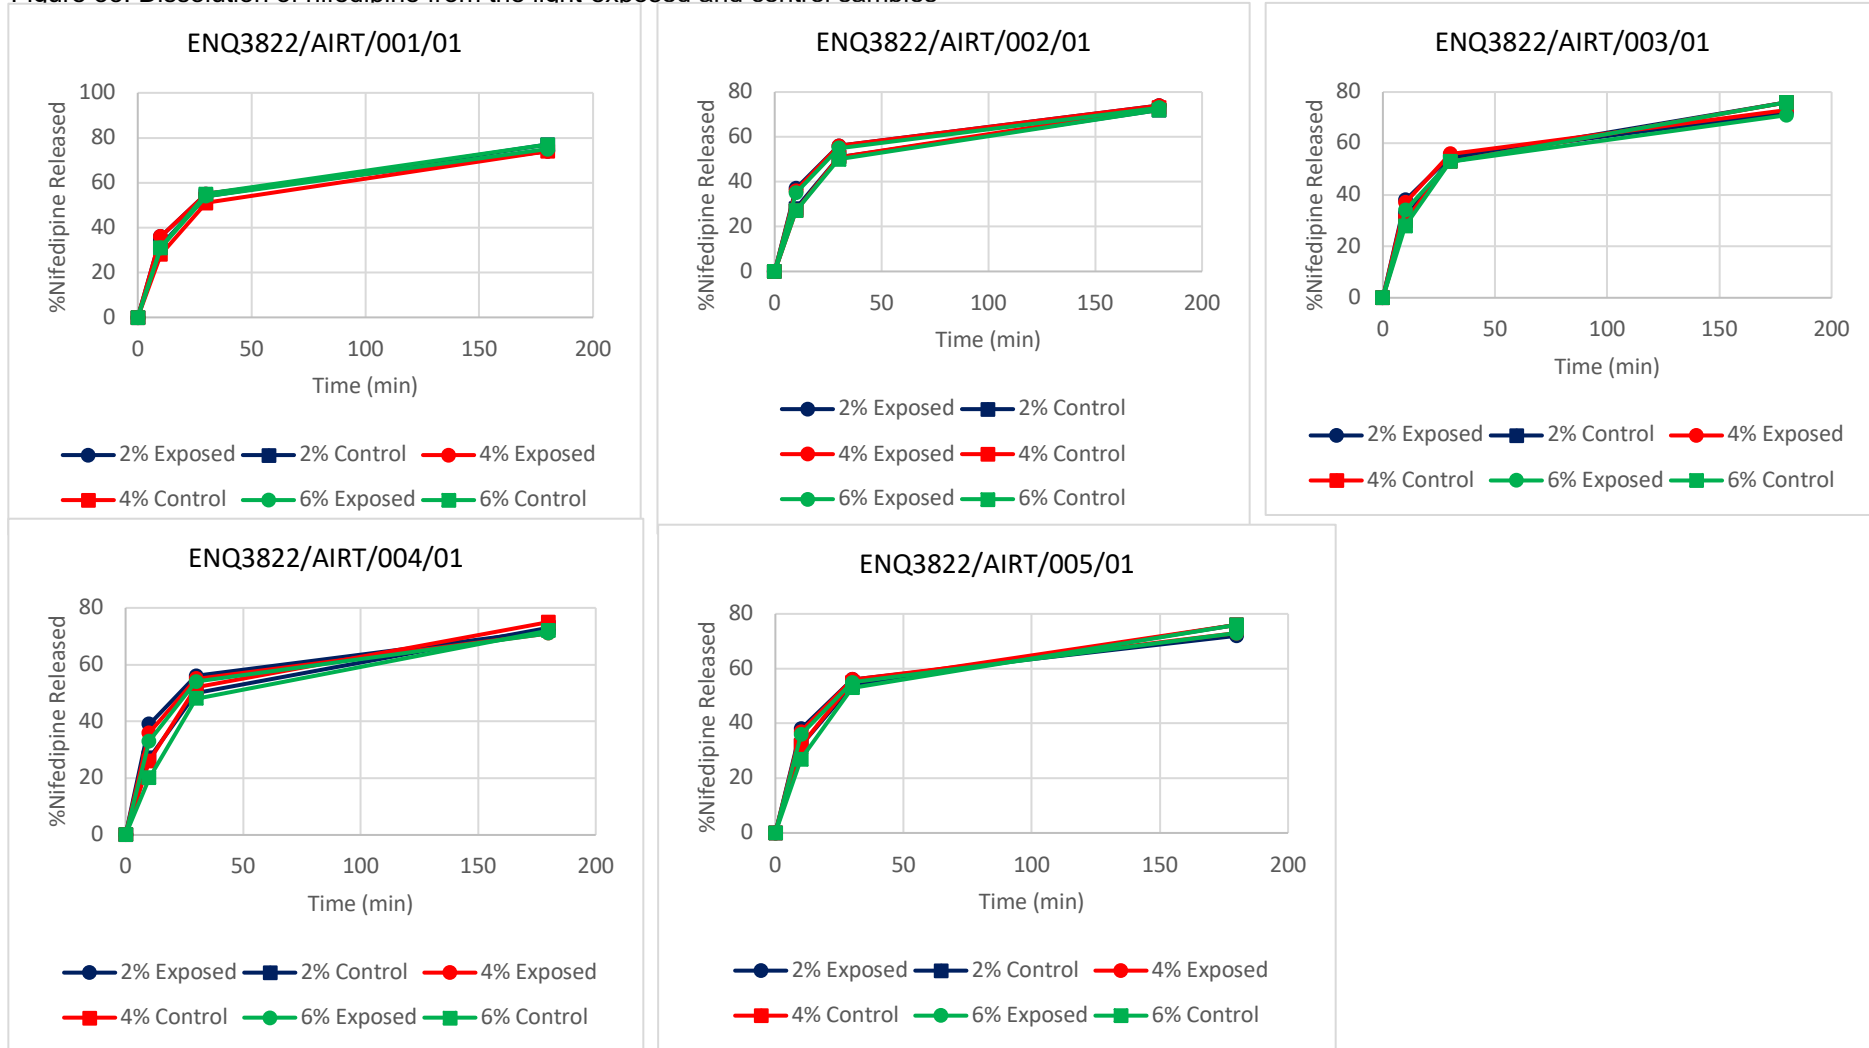 ENQ3822/AIRT/001/01
%Nifedipine Released
100
80
60
40
20
0
0 50 100 150 200
Time (min)
2% Exposed 2% Control 4% Exposed
4% Control 6% Exposed 6% Control
ENQ3822/AIRT/002/01
%Nifedipine Released
80
60
40
20
0
0 50 100 150 200
Time (min)
2% Exposed 2% Control
4% Exposed 4% Control
6% Exposed 6% Control
ENQ3822/AIRT/003/01
%Nifedipine Released
80
60
40
20
0
0 50 100 150 200
Time (min)
2% Exposed 2% Control 4% Exposed
4% Control 6% Exposed 6% Control
ENQ3822/AIRT/004/01
%Nifedipine Released
80
60
40
20
0
0 50 100 150 200
Time (min)
2% Exposed 2% Control 4% Exposed
4% Control 6% Exposed 6% Control
ENQ3822/AIRT/005/01
%Nifedipine Released
80
60
40
20
0
0 50 100 150 200
Time (min)
2% Exposed 2% Control 4% Exposed
4% Control 6% Exposed 6% Control